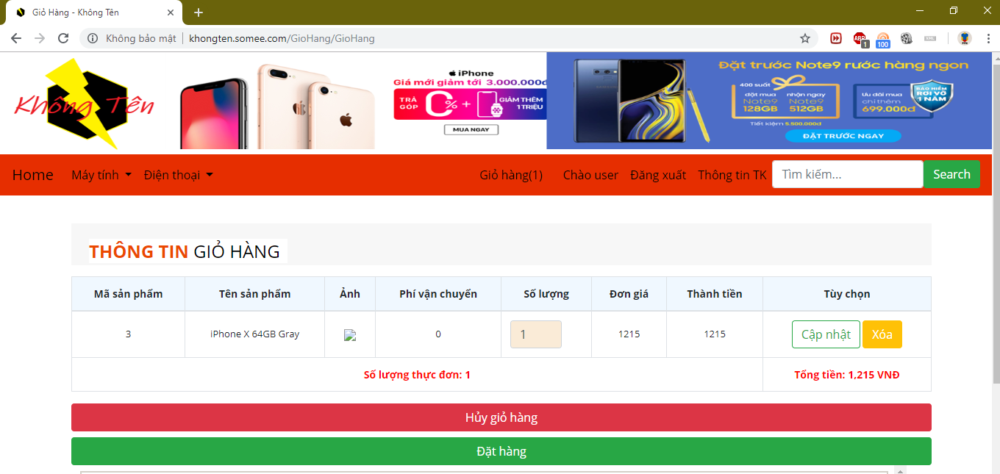 Giỏ Hàng - Không Tên
Không bảo mật khongten.somee.com/GioHang/GioHang
ABP 1 100
Không Tên
iPhone
Giá mới giảm tới 3.000.000đ
TRẢ GÓP 0% + GIẢM THÊM 1 TRIỆU
MUA NGAY
Đặt trước Note9 rước hàng ngon
400 suất
đặt mua Note9 128GB nhận ngay Note9 512GB
Tiết kiệm 5.500.000đ
Ưu đãi mua chỉ thêm 699.000đ
BẢO HIỂM RƠI VỠ 1 NĂM
ĐẶT TRƯỚC NGAY
Home Máy tính Điện thoại Giỏ hàng(1) Chào user Đăng xuất Thông tin TK Tìm kiếm... Search
THÔNG TIN GIỎ HÀNG
Mã sản phẩm Tên sản phẩm Ảnh Phí vận chuyển Số lượng Đơn giá Thành tiền Tùy chọn
3 iPhone X 64GB Gray 0 1 1215 1215 Cập nhật Xóa
Số lượng thực đơn: 1 Tổng tiền: 1,215 VNĐ
Hủy giỏ hàng
Đặt hàng